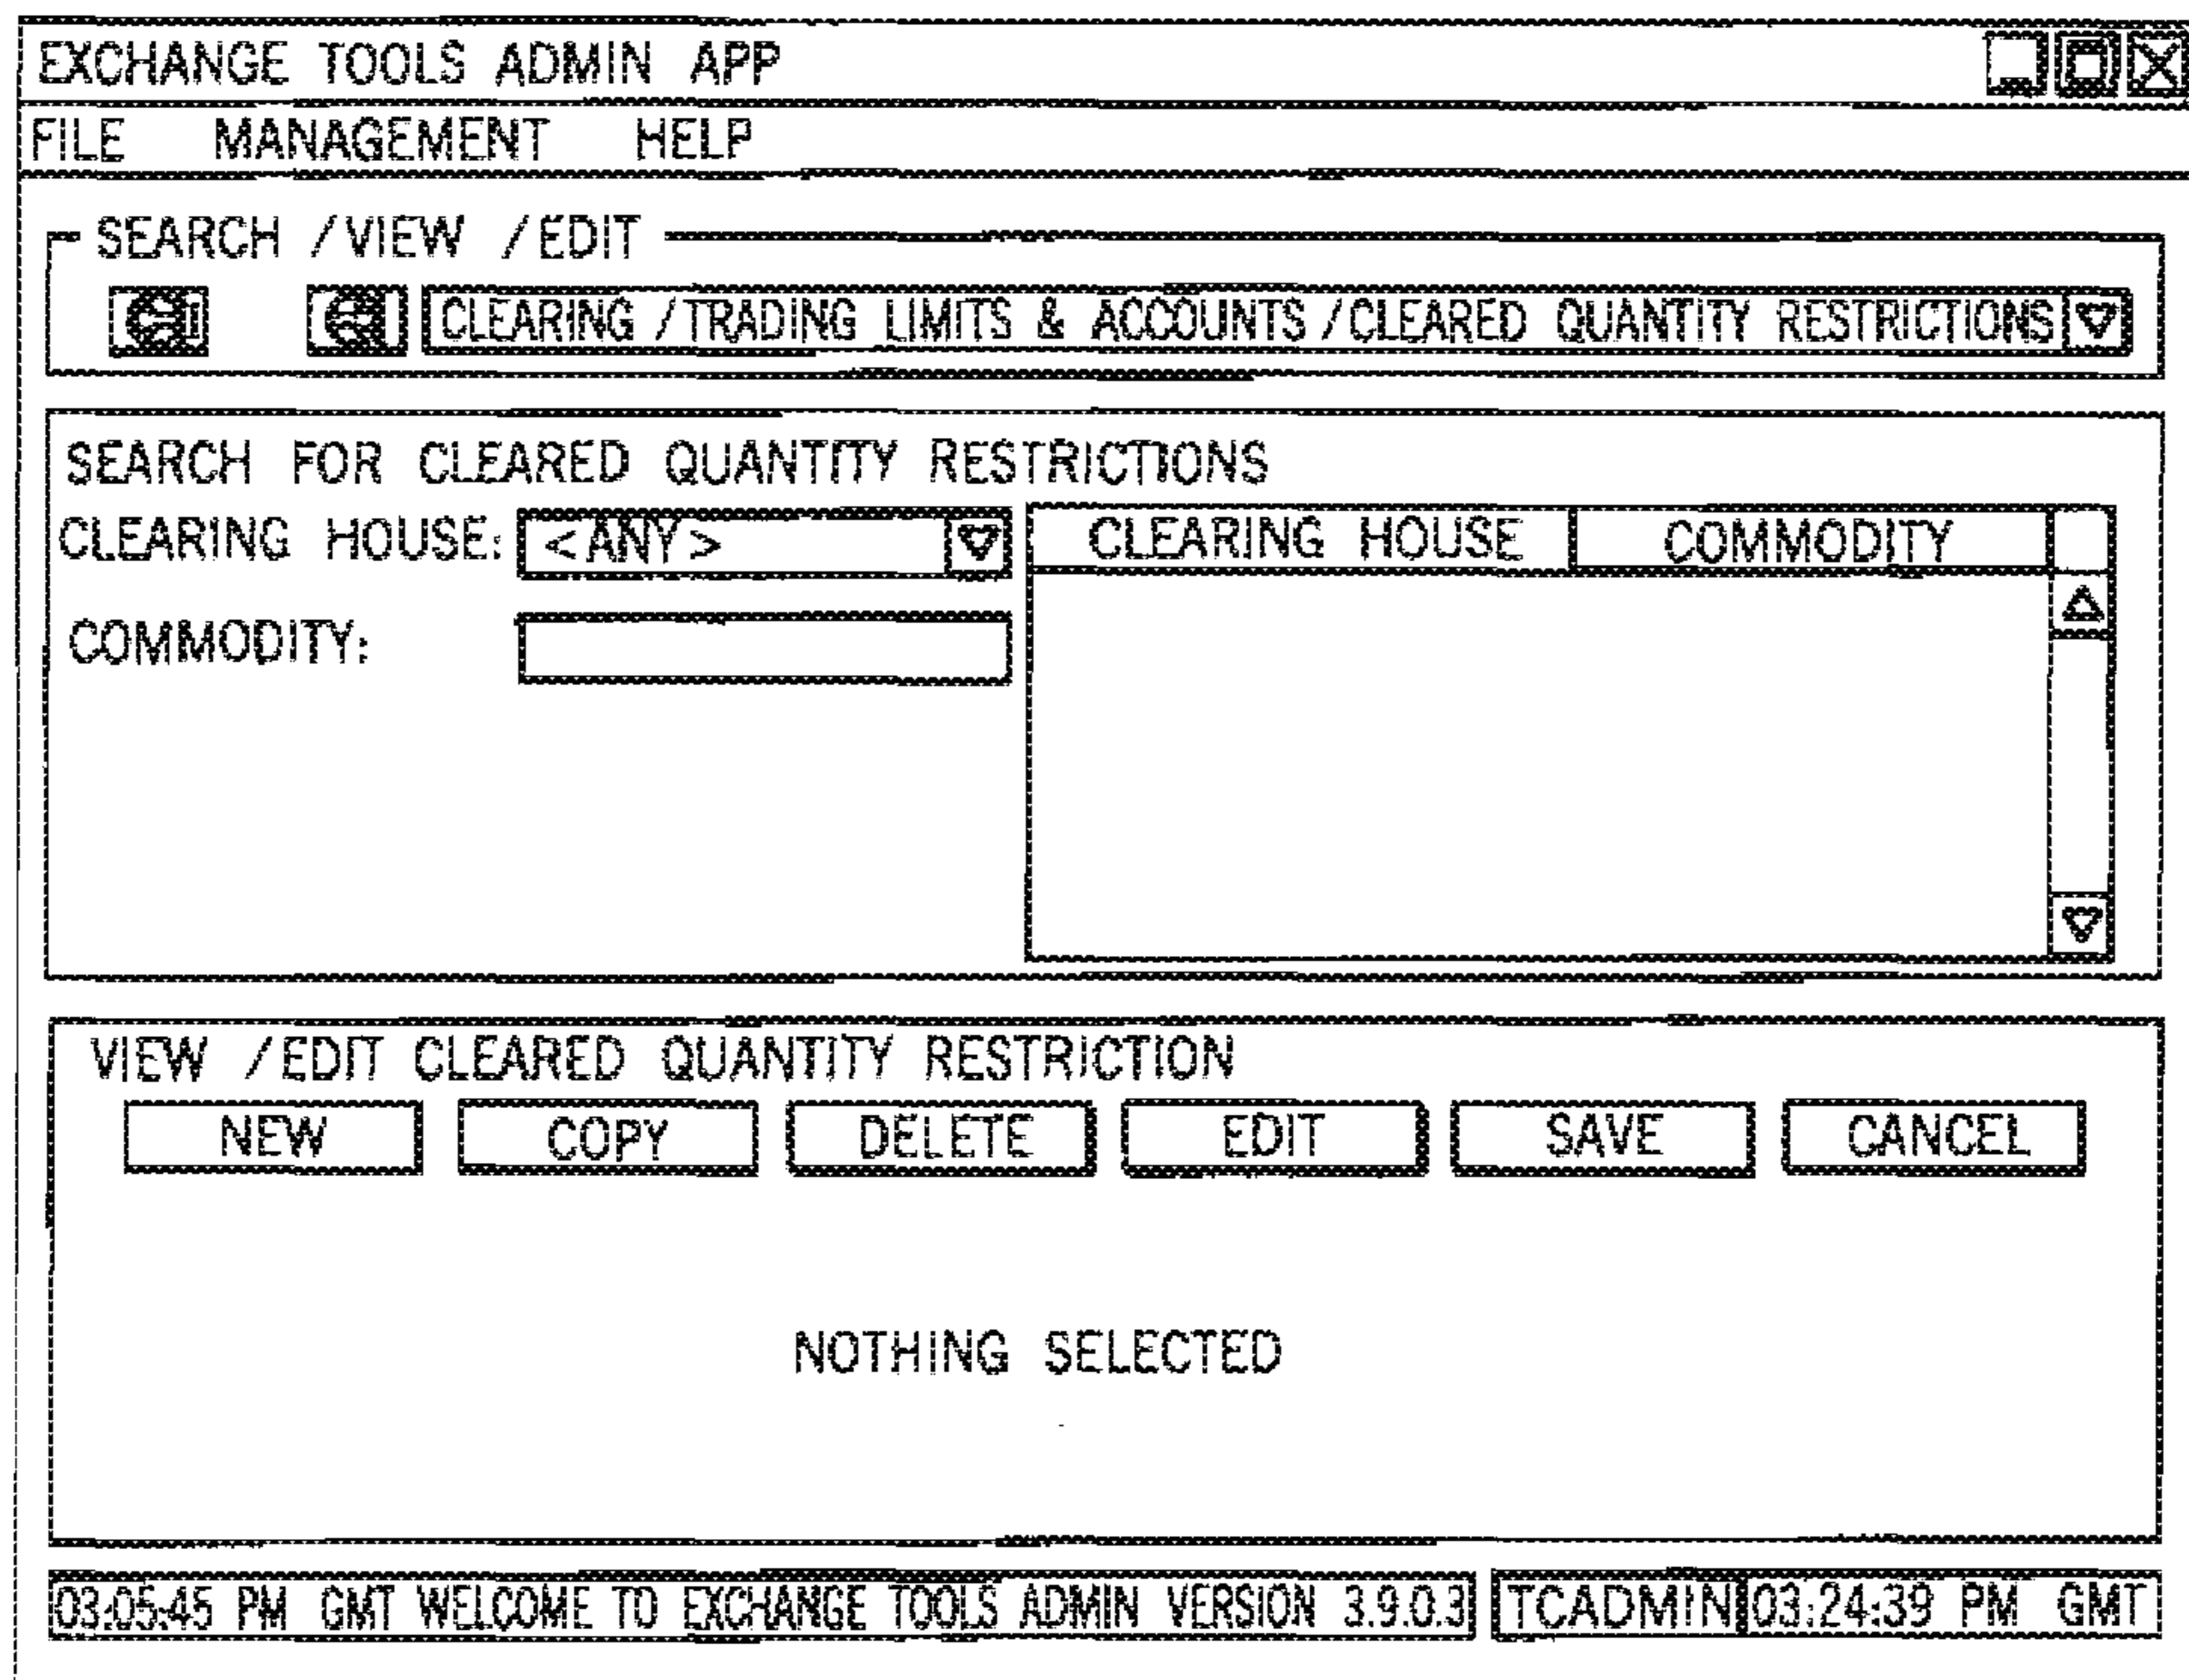 EXCHANGE TOOLS ADMIN APP
FILE MANAGEMENT HELP
SEARCH /VIEW /EDIT
CLEARING /TRADING LIMITS & ACCOUNTS /CLEARED QUANTITY RESTRICTIONS
SEARCH FOR CLEARED QUANTITY RESTRICTIONS
CLEARING HOUSE: <ANY> CLEARING HOUSE COMMODITY
COMMODITY:
VIEW /EDIT CLEARED QUANTITY RESTRICTION
NEW COPY DELETE EDIT SAVE CANCEL
NOTHING SELECTED
03:05:45 PM GMT WELCOME TO EXCHANGE TOOLS ADMIN VERSION 3.9.0.3 TCADMIN 03:24:39 PM GMT